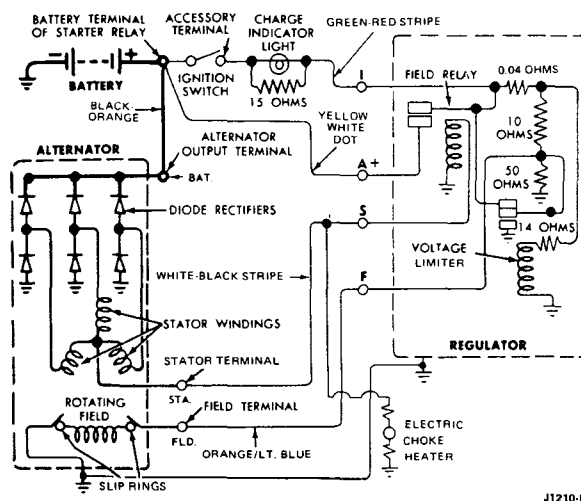 BATTERY TERMINAL
OF STARTER RELAY
ACCESSORY
TERMINAL
CHARGE
INDICATOR
LIGHT
GREEN-RED STRIPE
- +
BATTERY
IGNITION
SWITCH
15 OHMS
I
FIELD RELAY
0.04 OHMS
BLACK-
ORANGE
10
OHMS
YELLOW
WHITE
DOT
ALTERNATOR
OUTPUT TERMINAL
ALTERNATOR
BAT.
A +
50
OHMS
DIODE RECTIFIERS
S
14 OHMS
VOLTAGE
LIMITER
WHITE-BLACK STRIPE
F
STATOR WINDINGS
REGULATOR
STATOR TERMINAL
STA.
ROTATING
FIELD
FIELD TERMINAL
FLD.
ORANGE/LT. BLUE
ELECTRIC
CHOKE
HEATER
SLIP RINGS